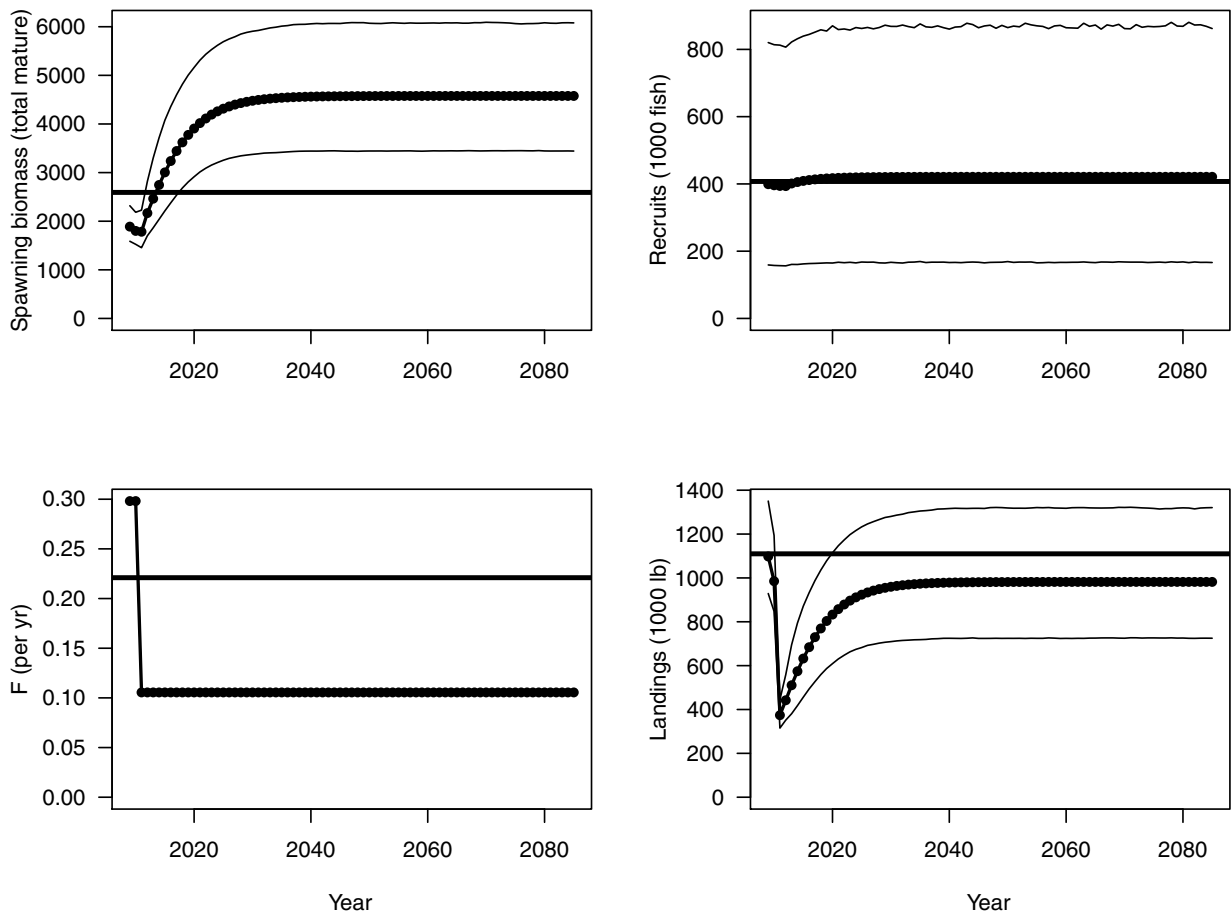 Spawning biomass (total mature)
6000
5000
4000
3000
2000
1000
0
2020 2040 2060 2080
Recruits (1000 fish)
800
600
400
200
0
2020 2040 2060 2080
F (per yr)
0.30
0.25
0.20
0.15
0.10
0.05
0.00
2020 2040 2060 2080
Year
Landings (1000 lb)
1400
1200
1000
800
600
400
200
0
2020 2040 2060 2080
Year